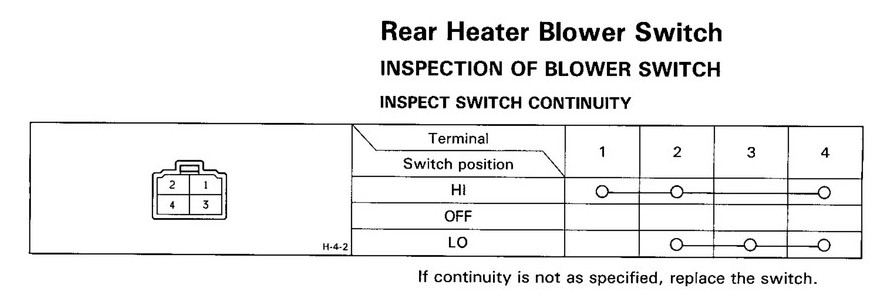 Rear Heater Blower Switch
INSPECTION OF BLOWER SWITCH
INSPECT SWITCH CONTINUITY
Terminal
Switch position
1 2 3 4
2 1
4 3
H-4-2
HI
OFF
LO
If continuity is not as specified, replace the switch.